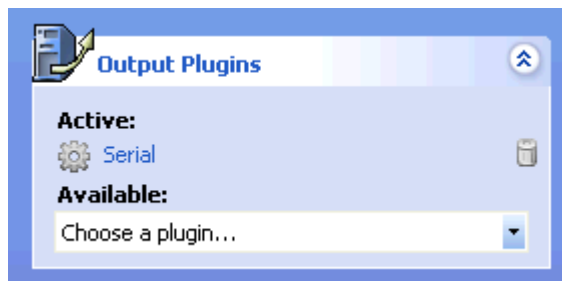 Output Plugins
Active:
Serial
Available:
Choose a plugin...